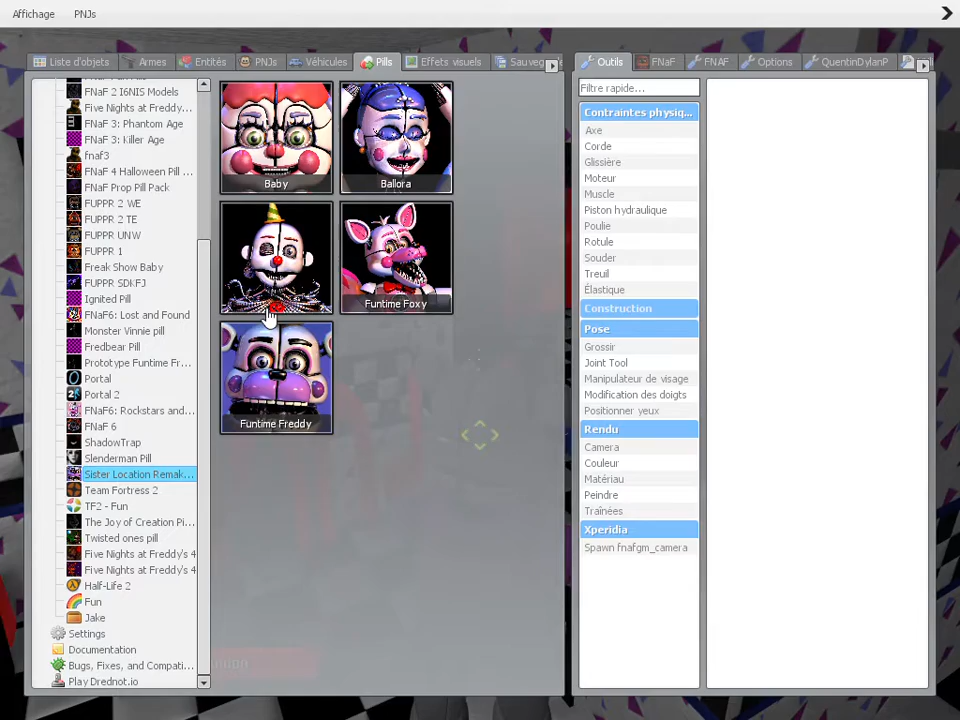 Affichage PNJs
Liste d'objets Armes Entités PNJs Véhicules Pills Effets visuels Sauveg
FNaF 2 I6NIS Models
Five Nights at Freddy...
FNaF 3: Phantom Age
FNaF 3: Killer Age
fnaf3
FNaF 4 Halloween Pill ...
FNaF Prop Pill Pack
FUPPR 2 WE
FUPPR 2 TE
FUPPR UNW
FUPPR 1
Freak Show Baby
FUPPR SDKFJ
Ignited Pill
FNaF6: Lost and Found
Monster Vinnie pill
Fredbear Pill
Prototype Funtime Fr...
Portal
Portal 2
FNaF6: Rockstars and...
FNaF 6
ShadowTrap
Slenderman Pill
Sister Location Remak...
Team Fortress 2
TF2 - Fun
The Joy of Creation Pi...
Twisted ones pill
Five Nights at Freddy's 4
Five Nights at Freddy's 4
Half-Life 2
Fun
Jake
Settings
Documentation
Bugs, Fixes, and Compati...
Play Drednot.io
Baby
Ballora
Funtime Foxy
Funtime Freddy
Outils FNaF FNAF Options QuentinDylanP
Filtre rapide...
Contraintes physiq...
Axe
Corde
Glissière
Moteur
Muscle
Piston hydraulique
Poulie
Rotule
Souder
Treuil
Élastique
Construction
Pose
Grossir
Joint Tool
Manipulateur de visage
Modification des doigts
Positionner yeux
Rendu
Camera
Couleur
Matériau
Peindre
Traînées
Xperidia
Spawn fnafgm_camera